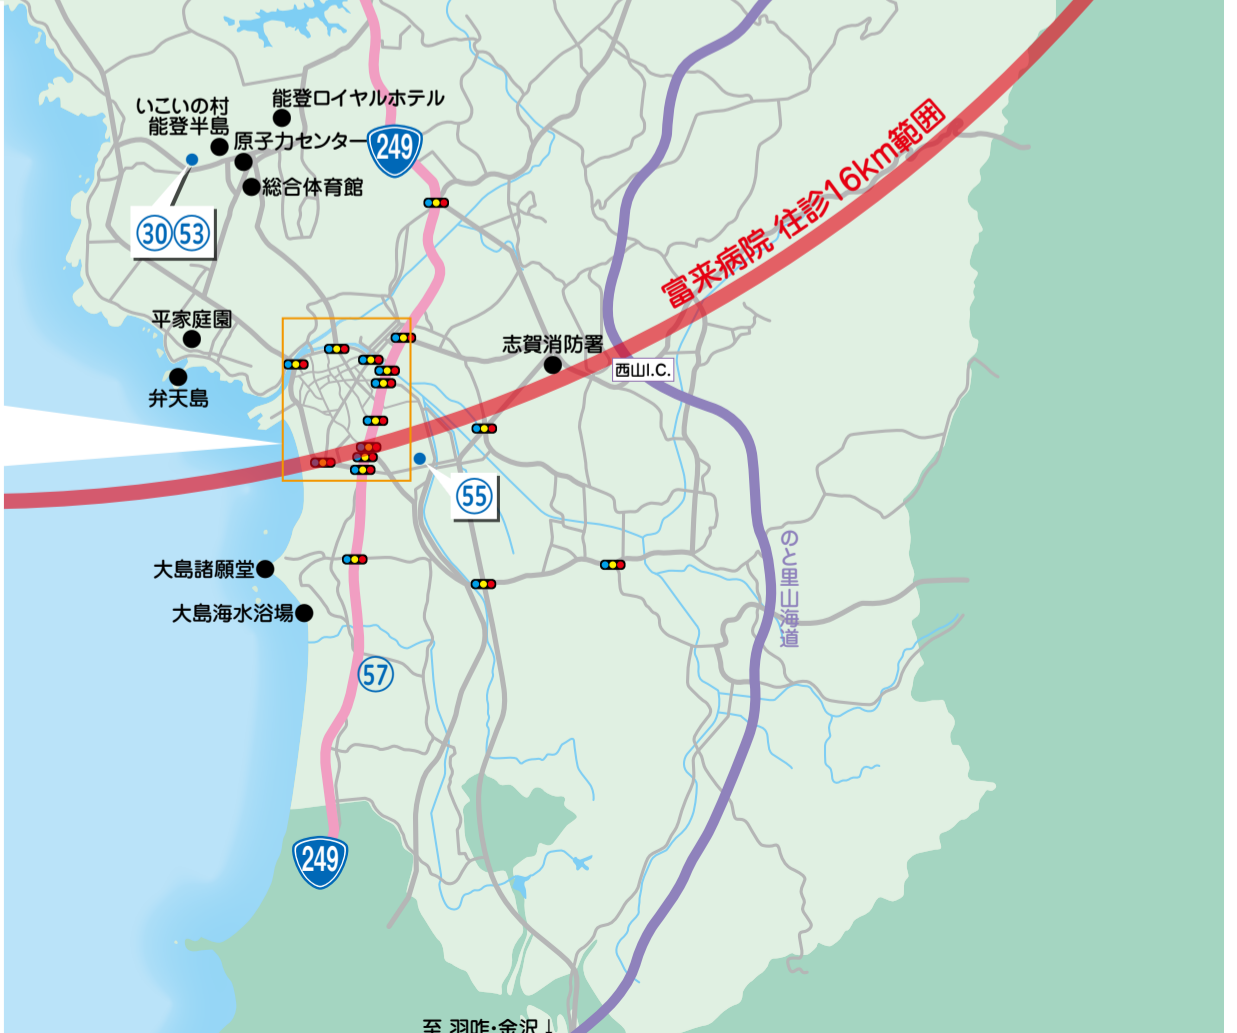 能登ロイヤルホテル
いこいの村
能登半島
原子力センター
249
総合体育館
30 53
富来病院 往診16km範囲
平家庭園
志賀消防署
西山I.C.
弁天島
55
のと里山海道
大島諸願堂
大島海水浴場
57
249
至 羽咋・金沢↓